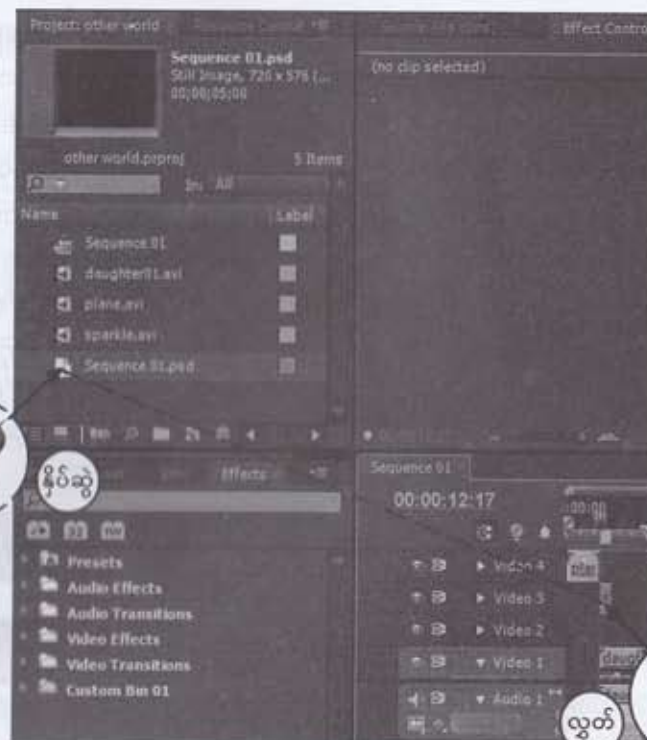 Project: other world
Effect Contro
Sequence 01.psd
Still Image, 720 x 576 (...
00;00;05;00
(no clip selected)
other world.prproj
5 Items
In: All
Name
Label
Sequence 01
daughter01.avi
plane.avi
sparkle.avi
Sequence 01.psd
နှိပ်ဆွဲ
Effects
Presets
Audio Effects
Audio Transitions
Video Effects
Video Transitions
Custom Bin 01
Sequence 01
00:00:12:17
00:00
Video 4
Video 3
Video 2
Video 1
Audio 1
လွှတ်